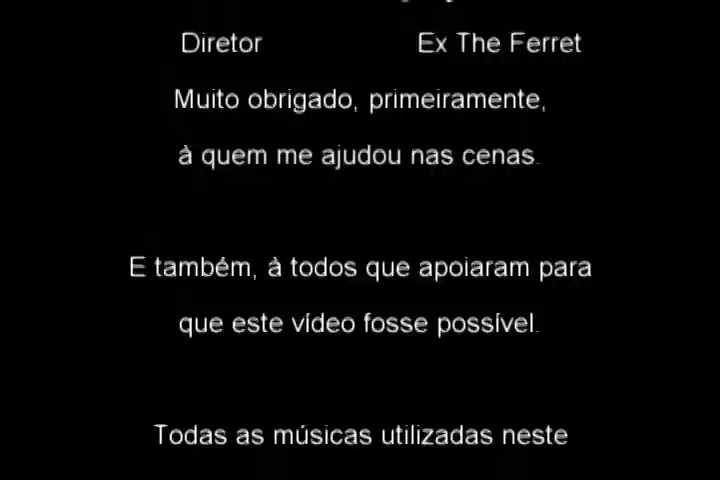 Diretor Ex The Ferret
Muito obrigado, primeiramente,
à quem me ajudou nas cenas.
E também, à todos que apoiaram para
que este vídeo fosse possível.
Todas as músicas utilizadas neste